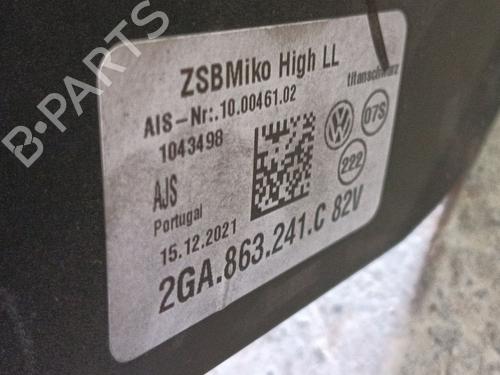 B-PARTS
ZSBMiko High LL
titanschwarz
AIS-Nr:.10.00461.02
1043498
07S
222
AJS
Portugal
15.12.2021
2GA.863.241.C 82V